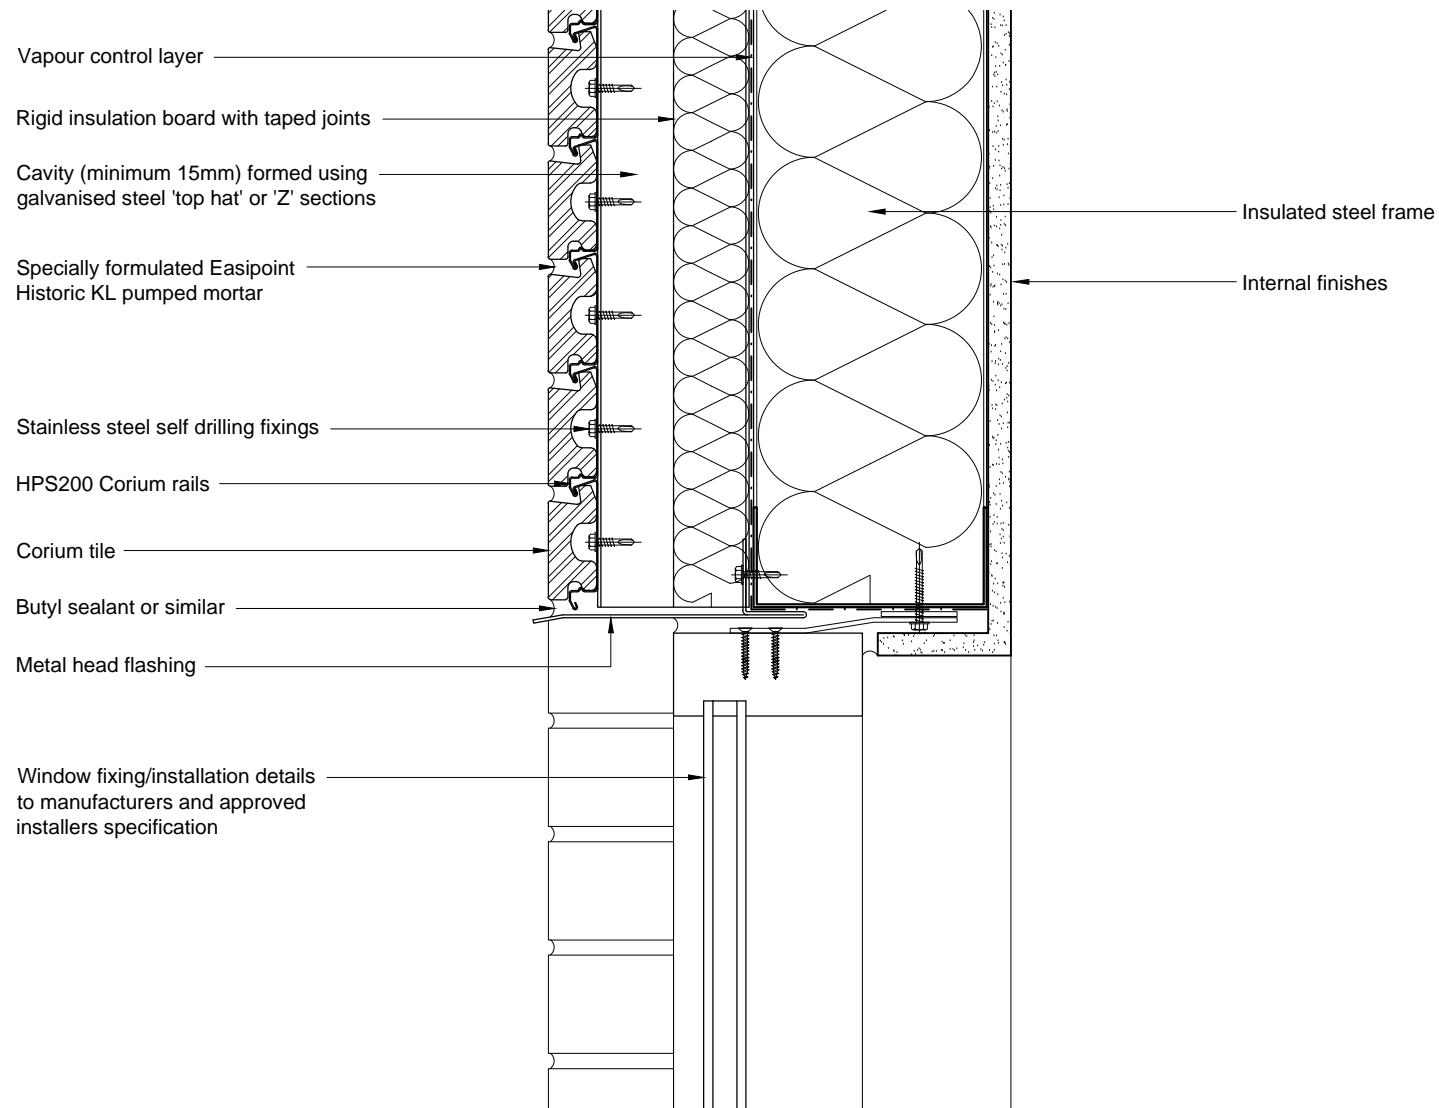 Vapour control layer
Rigid insulation board with taped joints
Cavity (minimum 15mm) formed using
galvanised steel 'top hat' or 'Z' sections
Specially formulated Easipoint
Historic KL pumped mortar
Stainless steel self drilling fixings
HPS200 Corium rails
Corium tile
Butyl sealant or similar
Metal head flashing
Window fixing/installation details
to manufacturers and approved
installers specification
Insulated steel frame
Internal finishes